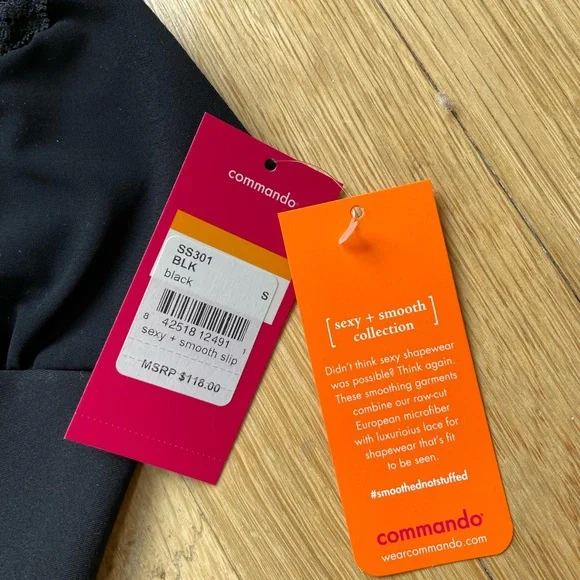 commando®
SS301
BLK
black
S
8 42518 12491 1
sexy + smooth slip
MSRP $118.00
[sexy + smooth
collection]
Didn't think sexy shapewear
was possible? Think again.
These smoothing garments
combine our raw-cut
European microfiber
with luxurious lace for
shapewear that's fit
to be seen.
#smoothednotstuffed
commando®
wearcommando.com